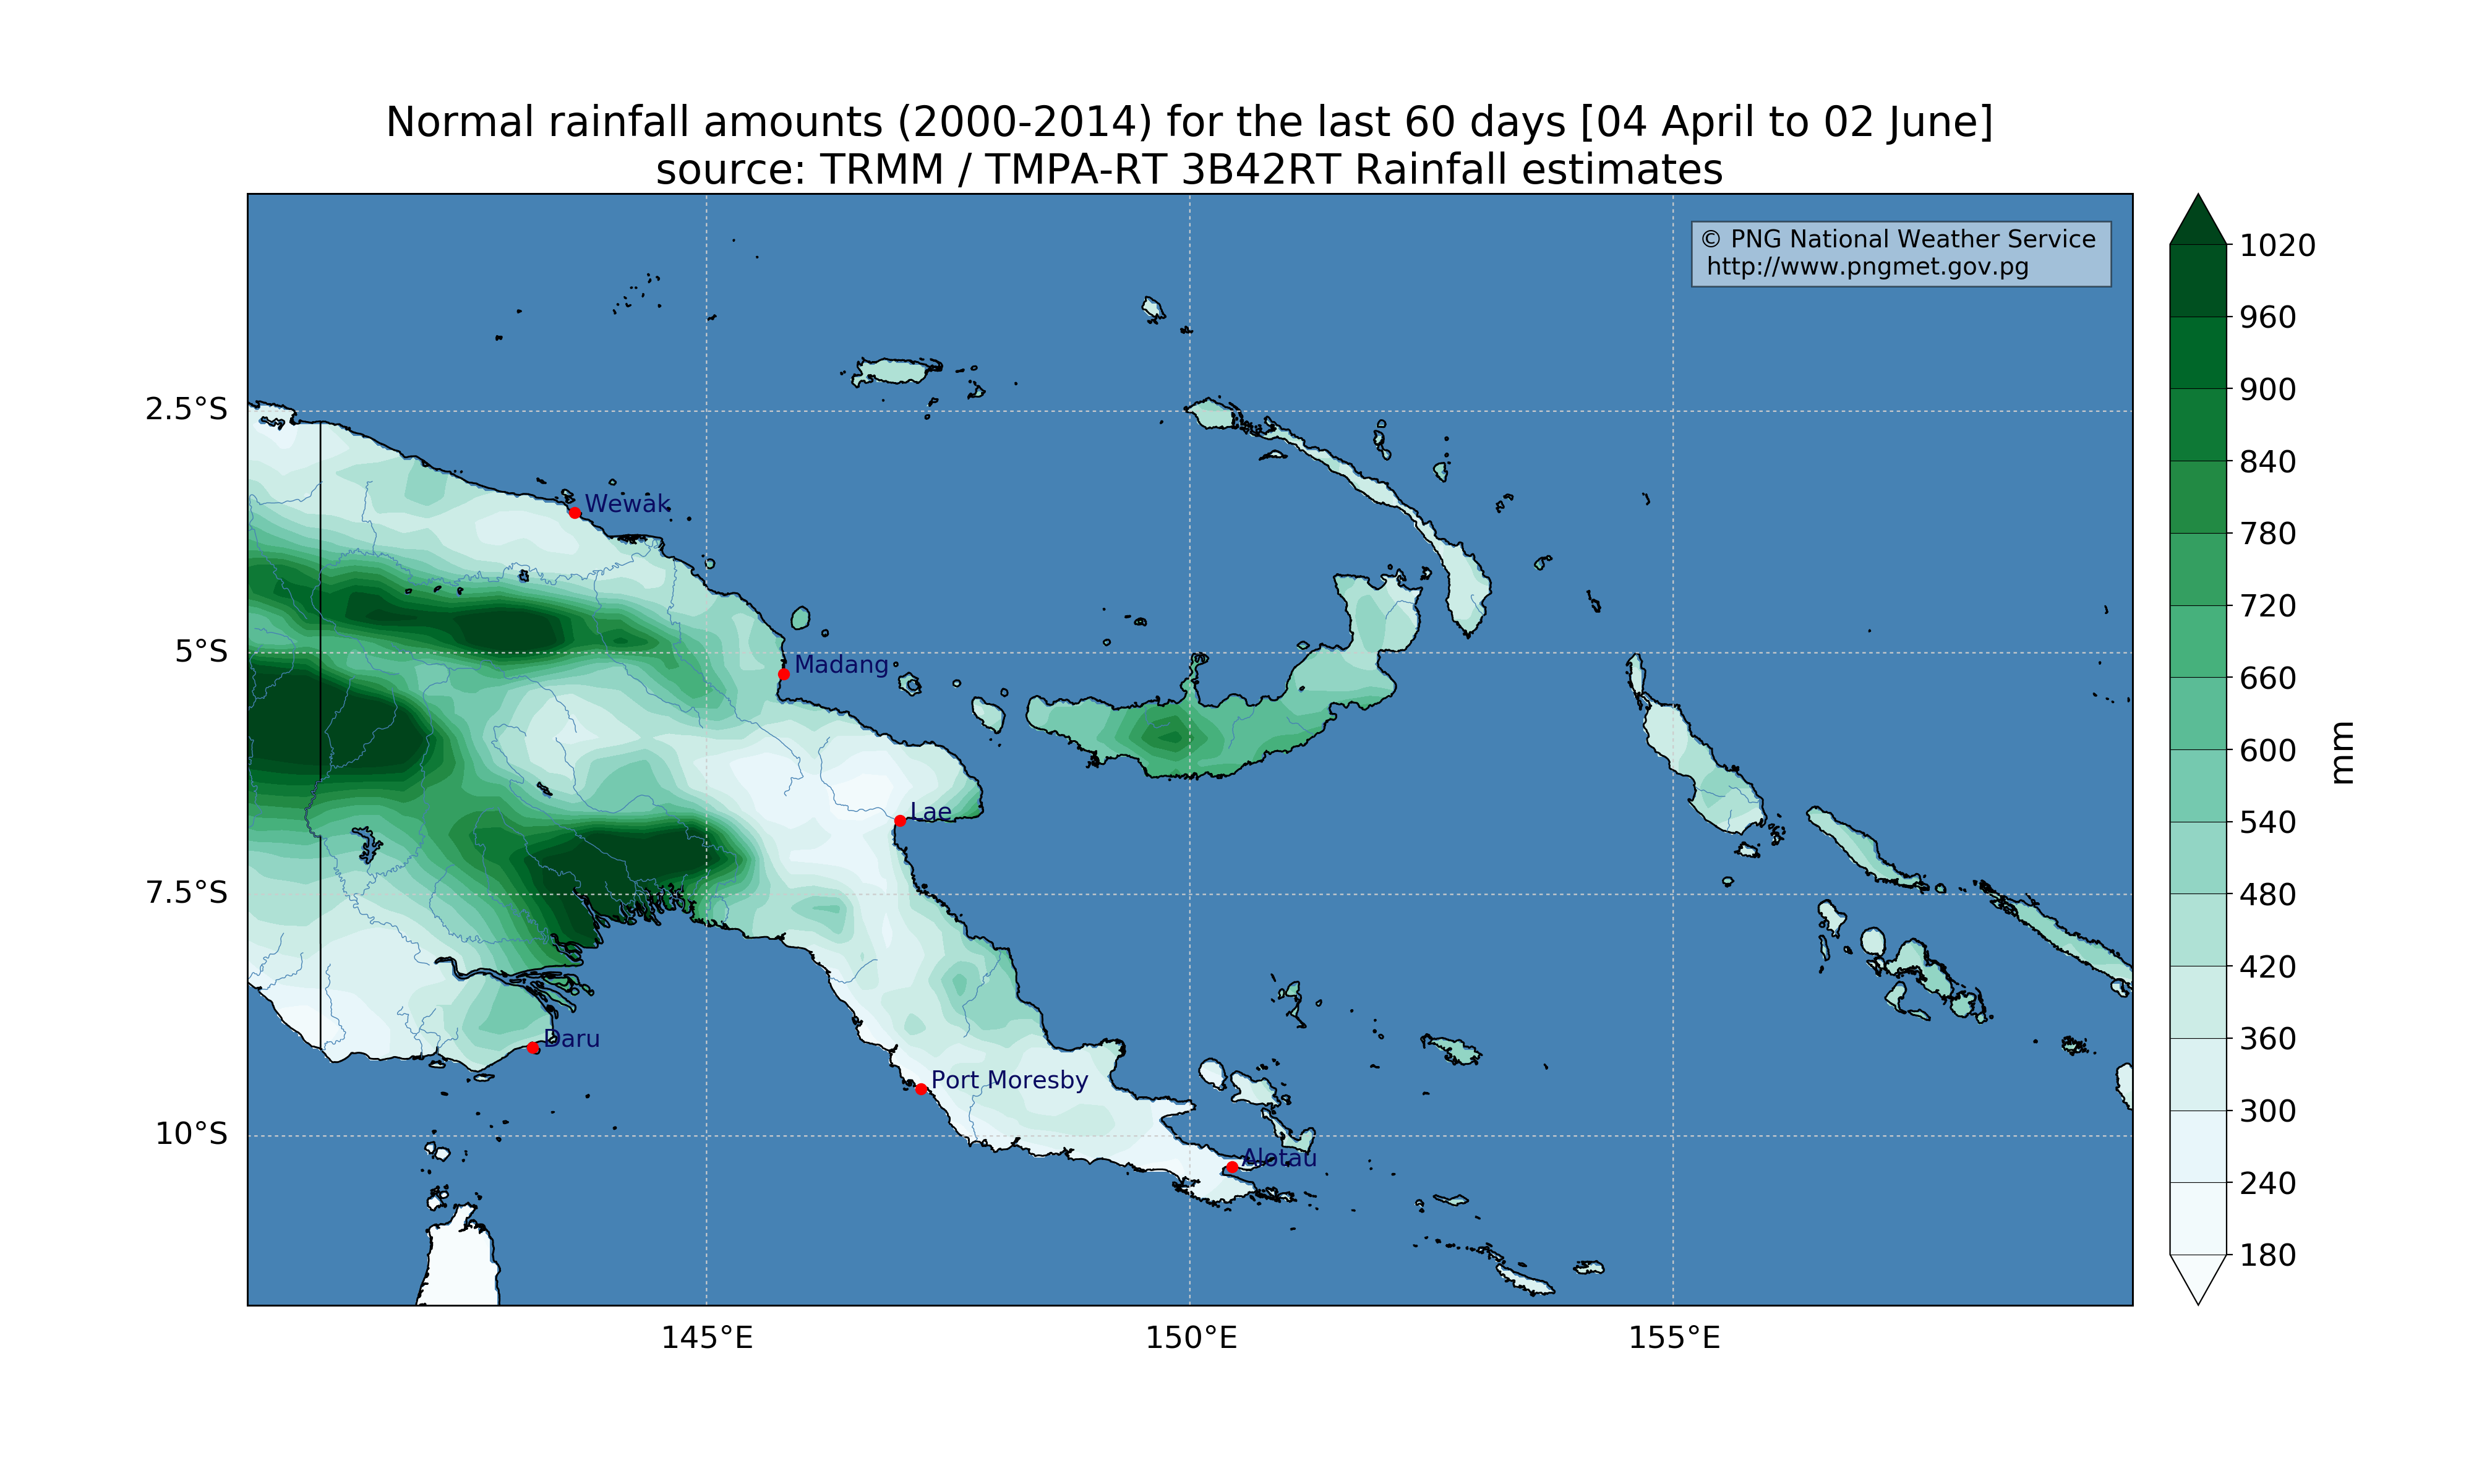 Normal rainfall amounts (2000-2014) for the last 60 days [04 April to 02 June]
source: TRMM / TMPA-RT 3B42RT Rainfall estimates
© PNG National Weather Service
http://www.pngmet.gov.pg
1020
960
900
840
780
720
660
600
540
480
420
360
300
240
180
mm
2.5°S
5°S
7.5°S
10°S
Wewak
Madang
Lae
Daru
Port Moresby
Alotau
145°E
150°E
155°E